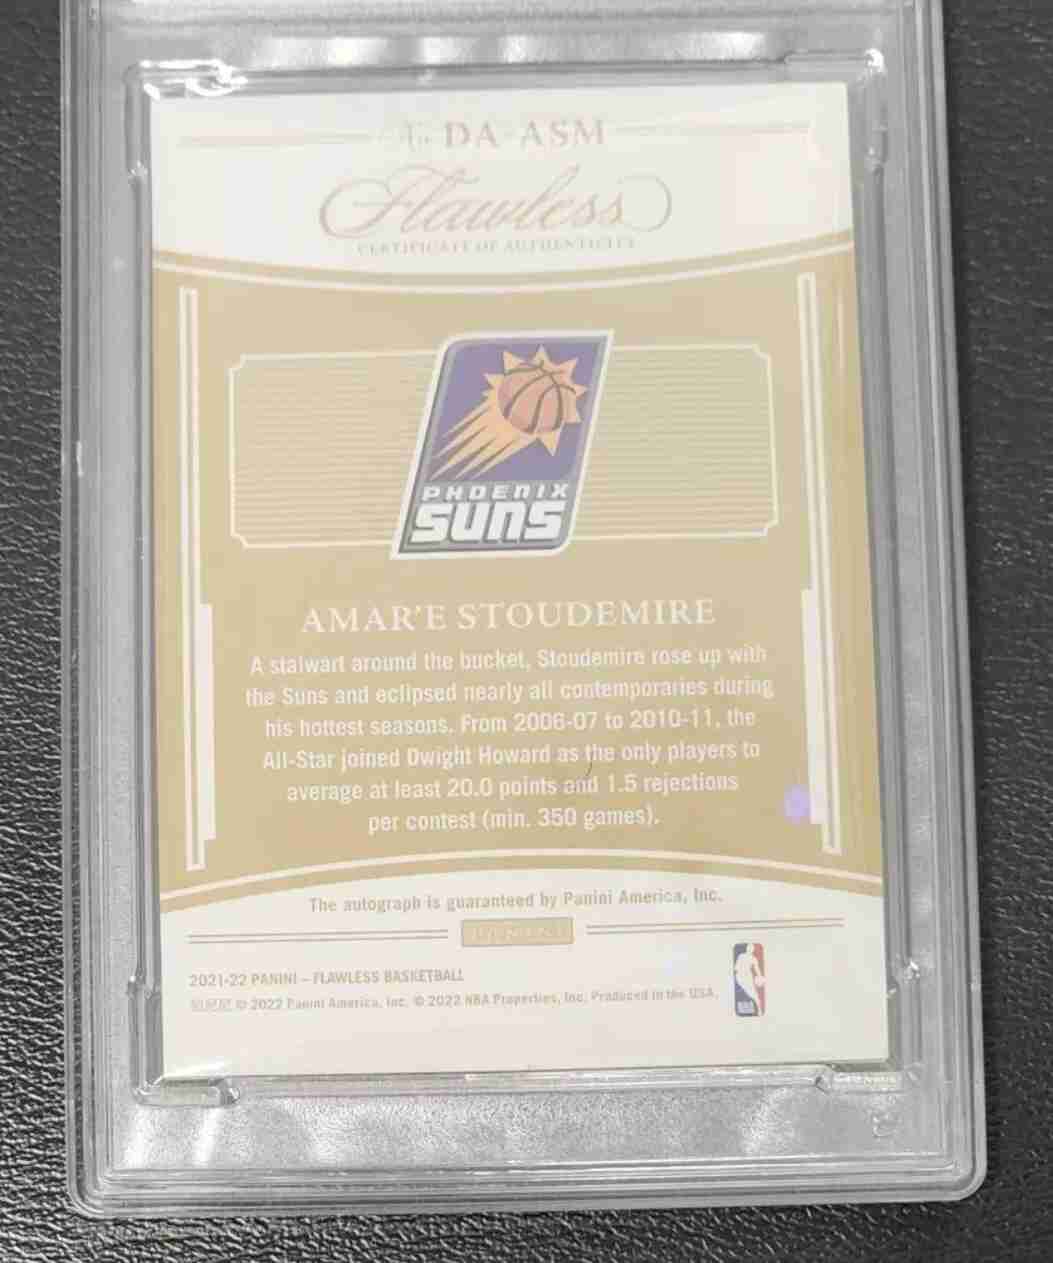 No. DA-ASM
Flawless
CERTIFICATE OF AUTHENTICITY
PHOENIX
SUNS
AMAR'E STOUDEMIRE
A stalwart around the bucket, Stoudemire rose up with
the Suns and eclipsed nearly all contemporaries during
his hottest seasons. From 2006-07 to 2010-11, the
All-Star joined Dwight Howard as the only players to
average at least 20.0 points and 1.5 rejections
per contest (min. 350 games).
The autograph is guaranteed by Panini America, Inc.
PANINI
2021-22 PANINI – FLAWLESS BASKETBALL
© 2022 Panini America, Inc. © 2022 NBA Properties, Inc. Produced in the USA.
NBA